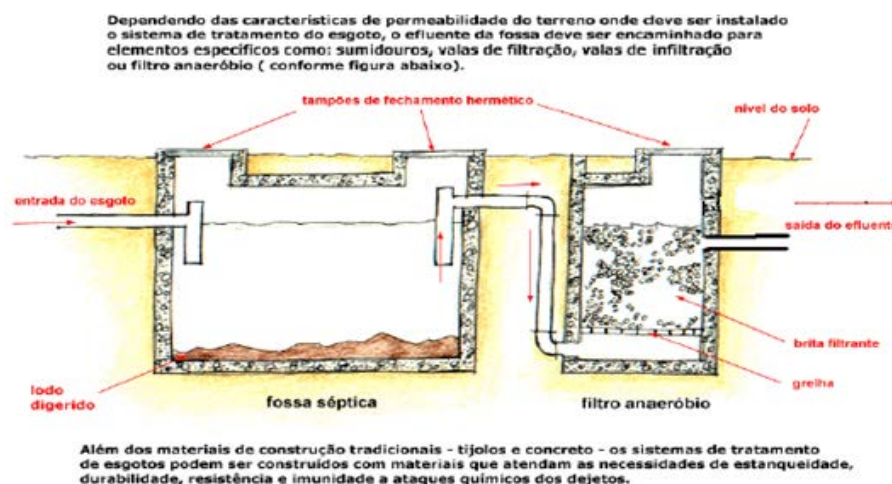 Dependendo das características de permeabilidade do terreno onde deve ser instalado
o sistema de tratamento do esgoto, o efluente da fossa deve ser encaminhado para
elementos especificos como: sumidouros, valas de filtração, valas de infiltração
ou filtro anaeróbio ( conforme figura abaixo).
tampões de fechamento hermético
nivel do solo
entrada do esgoto
saída do efluente
brita filtrante
grelha
lodo
digerido
fossa séptica
filtro anaeróbio
Além dos materiais de construção tradicionais - tijolos e concreto - os sistemas de tratamento
de esgotos podem ser construídos com materiais que atendam as necessidades de estanqueidade,
durabilidade, resistência e imunidade a ataques químicos dos dejetos.